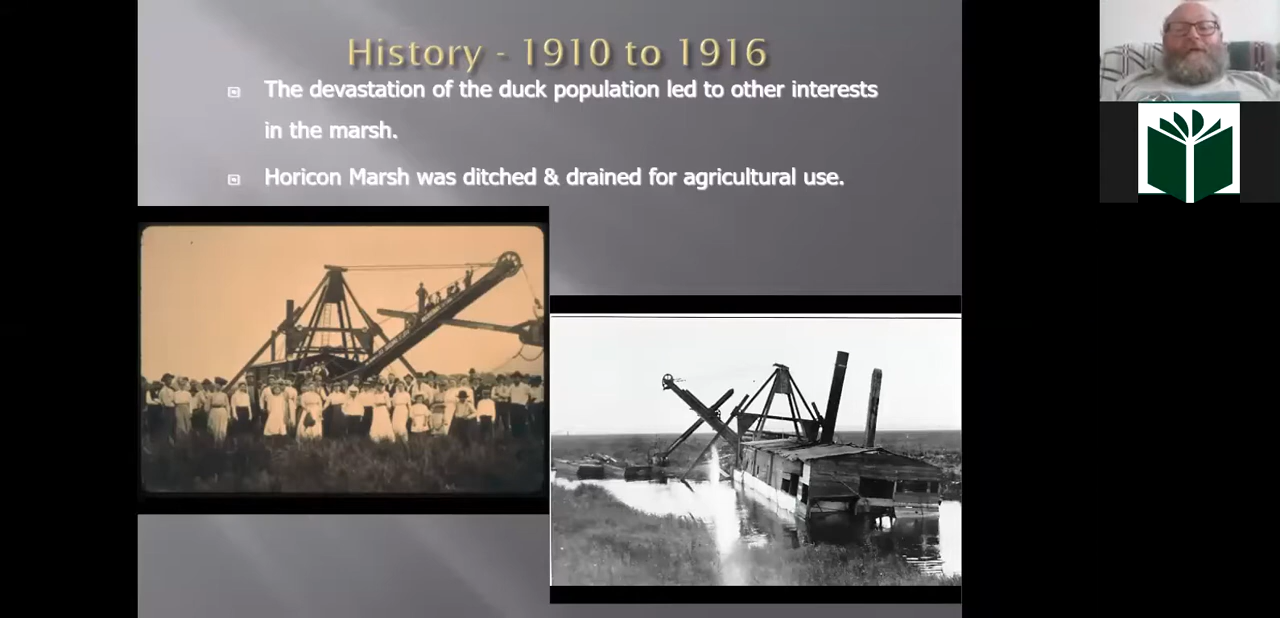 History - 1910 to 1916
The devastation of the duck population led to other interests
in the marsh.
Horicon Marsh was ditched & drained for agricultural use.